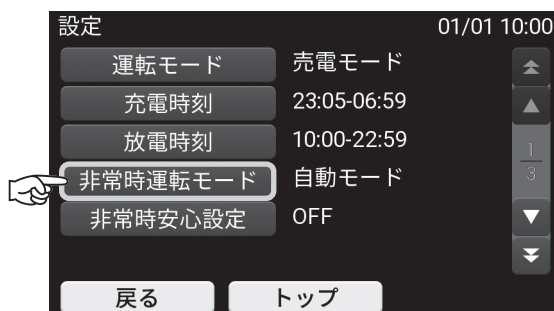 設定 01/01 10:00
運転モード 売電モード
充電時刻 23:05-06:59
放電時刻 10:00-22:59
非常時運転モード 自動モード
非常時安心設定 OFF
1
3
戻る トップ